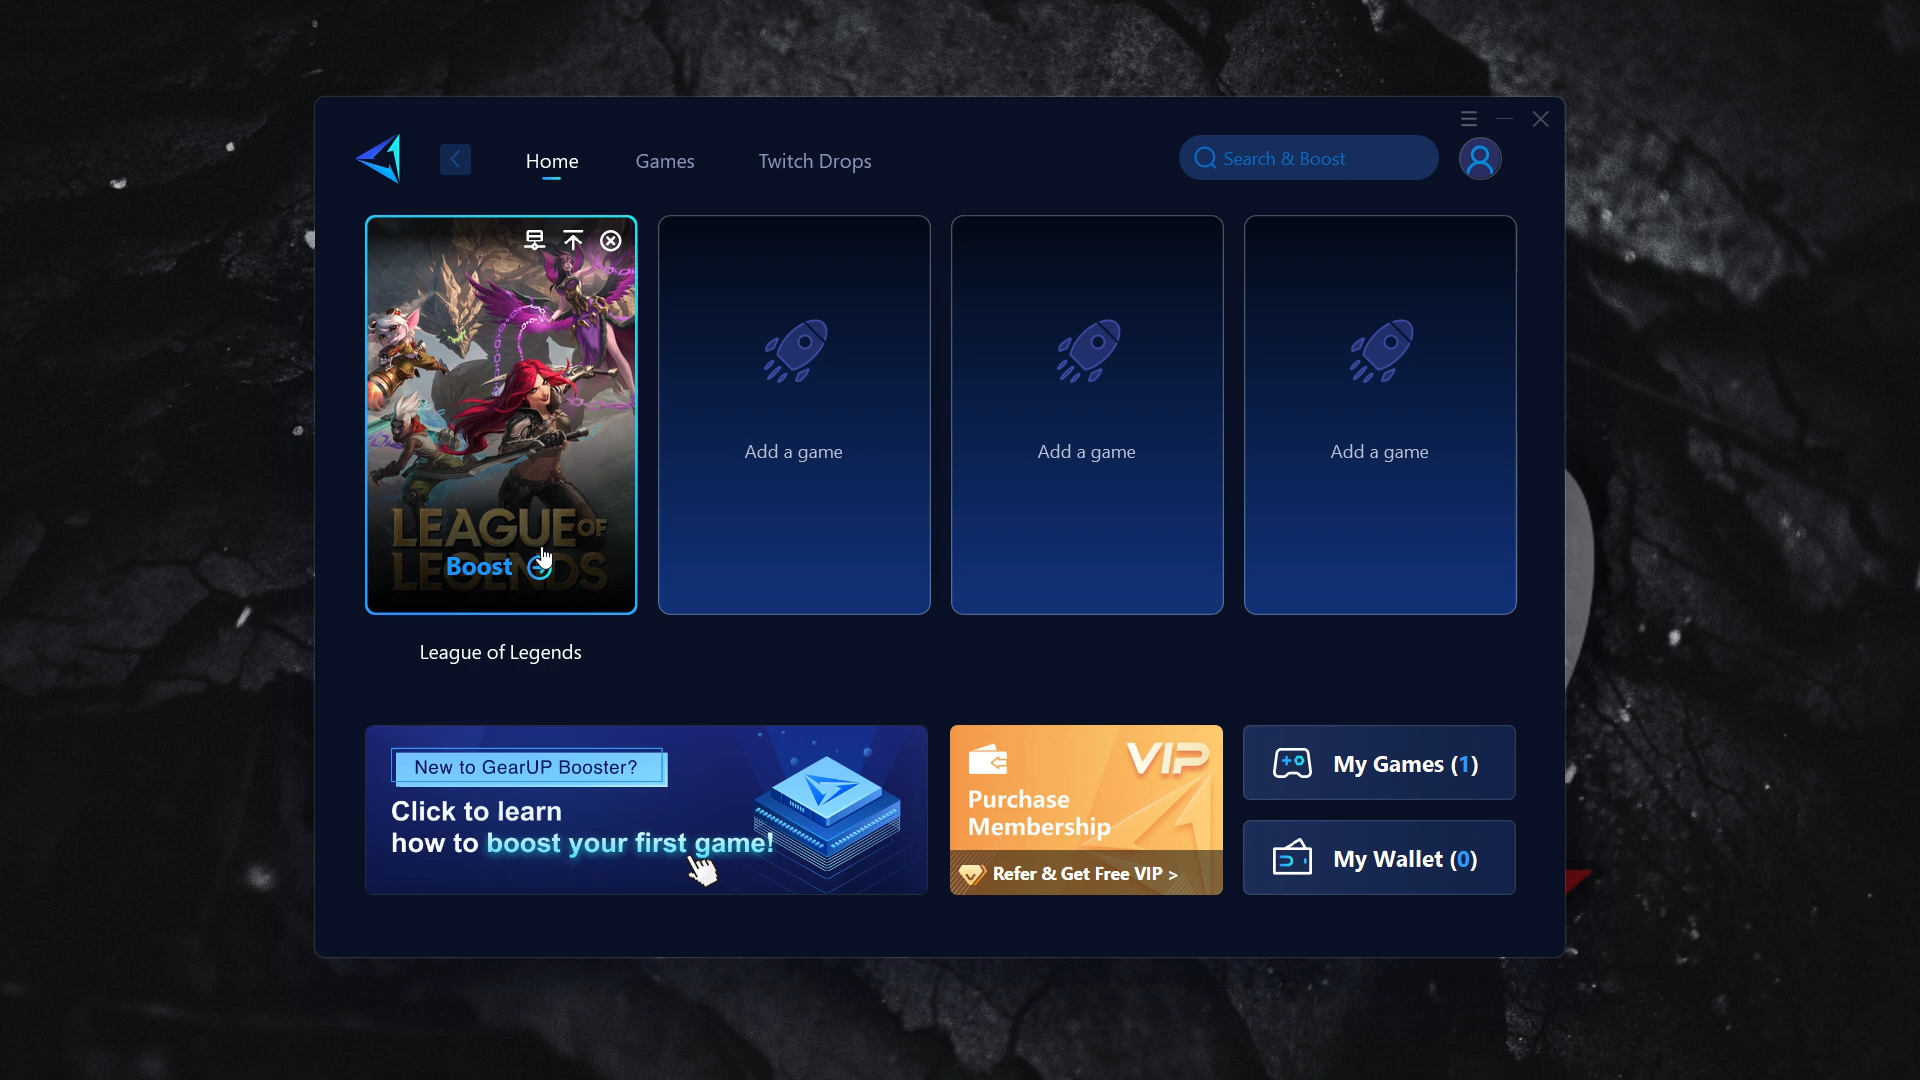 Home
Games
Twitch Drops
Search & Boost
LEAGUE OF
LEGENDS
Boost
Add a game
Add a game
Add a game
League of Legends
New to GearUP Booster?
Click to learn
how to boost your first game!
VIP
Purchase
Membership
Refer & Get Free VIP >
My Games (1)
My Wallet (0)